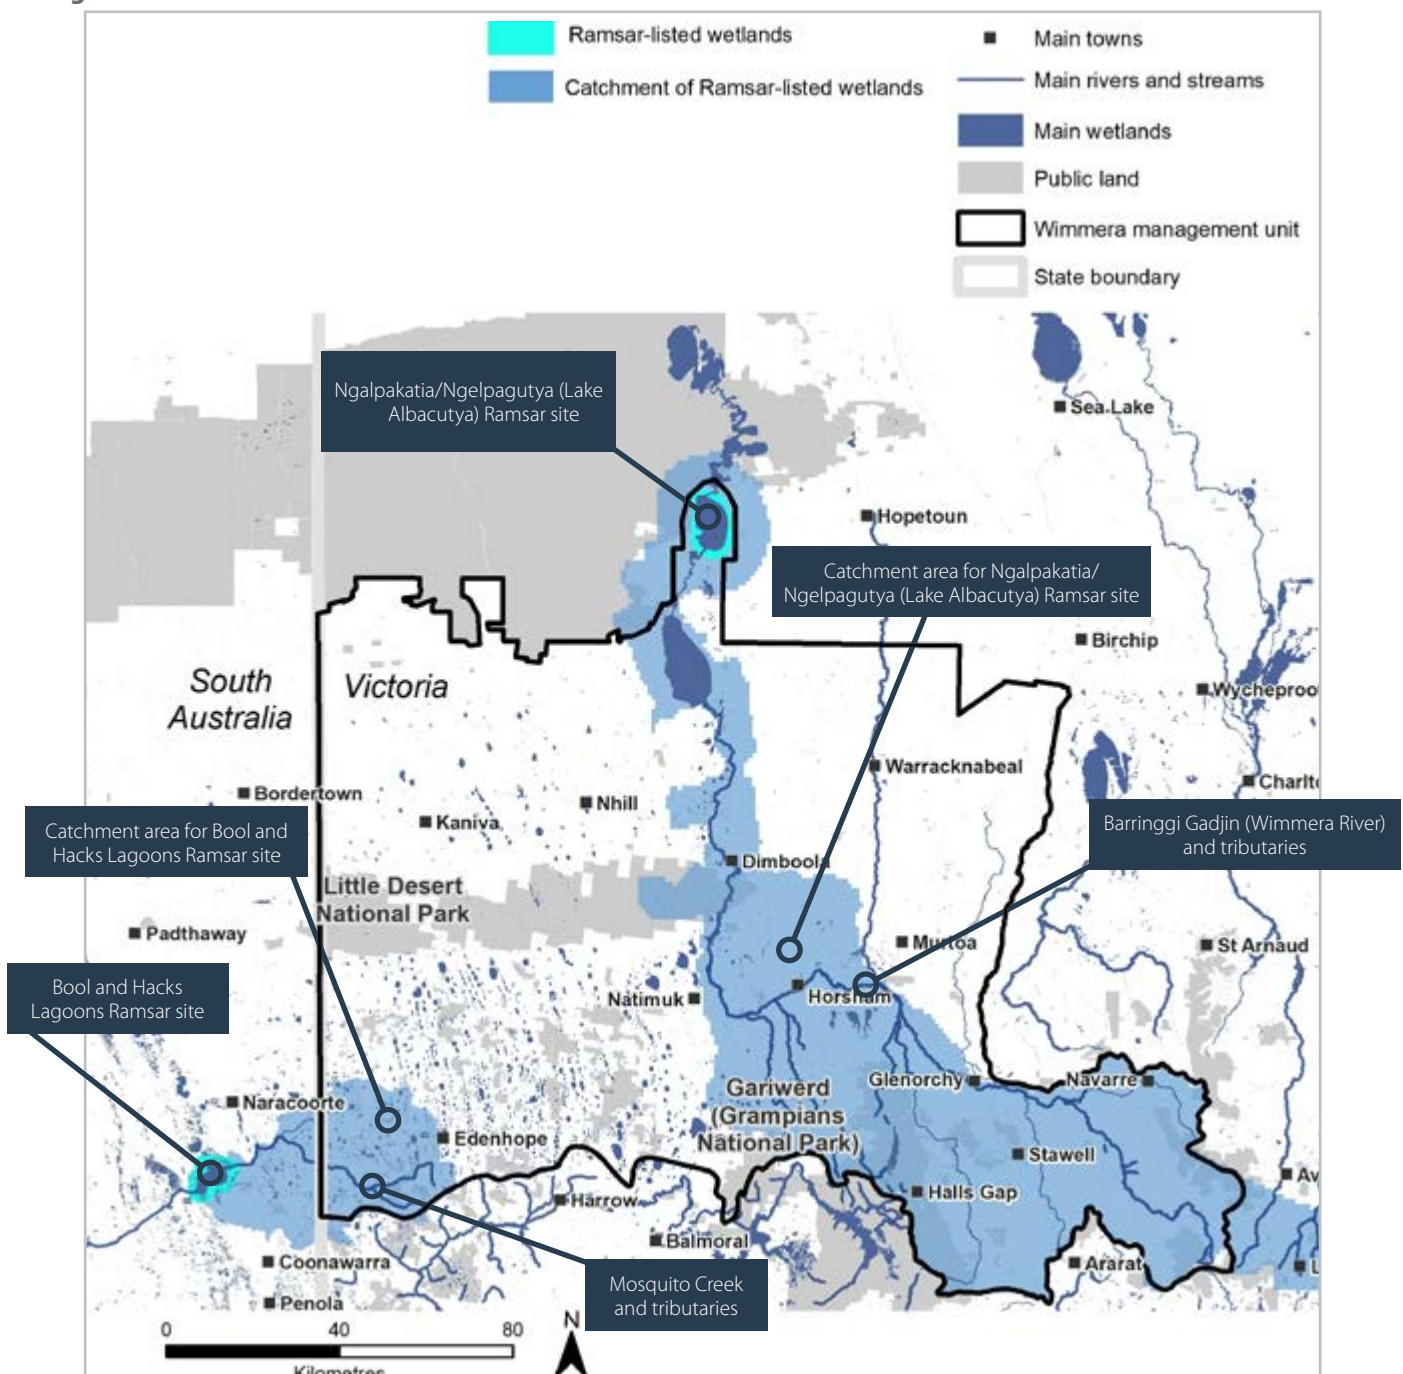 Ramsar-listed wetlands
Catchment of Ramsar-listed wetlands
Main towns
Main rivers and streams
Main wetlands
Public land
Wimmera management unit
State boundary
Ngalpakatia/Ngelpagutya (Lake
Albacutya) Ramsar site
Sea Lake
Hopetoun
Catchment area for Ngalpakatia/
Ngelpagutya (Lake Albacutya) Ramsar site
Birchip
South
Australia
Victoria
Wycheproo
Warracknabeal
Bordertown
Nhill
Charlt
Kaniva
Catchment area for Bool and
Hacks Lagoons Ramsar site
Barringgi Gadjin (Wimmera River)
and tributaries
Dimboola
Little Desert
National Park
Padthaway
Murtoa
St Arnaud
Bool and Hacks
Lagoons Ramsar site
Natimuk
Horsham
Gariwerd
(Grampians
National Park)
Glenorchy
Navarre
Naracoorte
Edenhope
Stawell
Av
Halls Gap
Harrow
Balmoral
Coonawarra
Ararat
L
Mosquito Creek
and tributaries
Penola
N
0 40 80
Kilometres